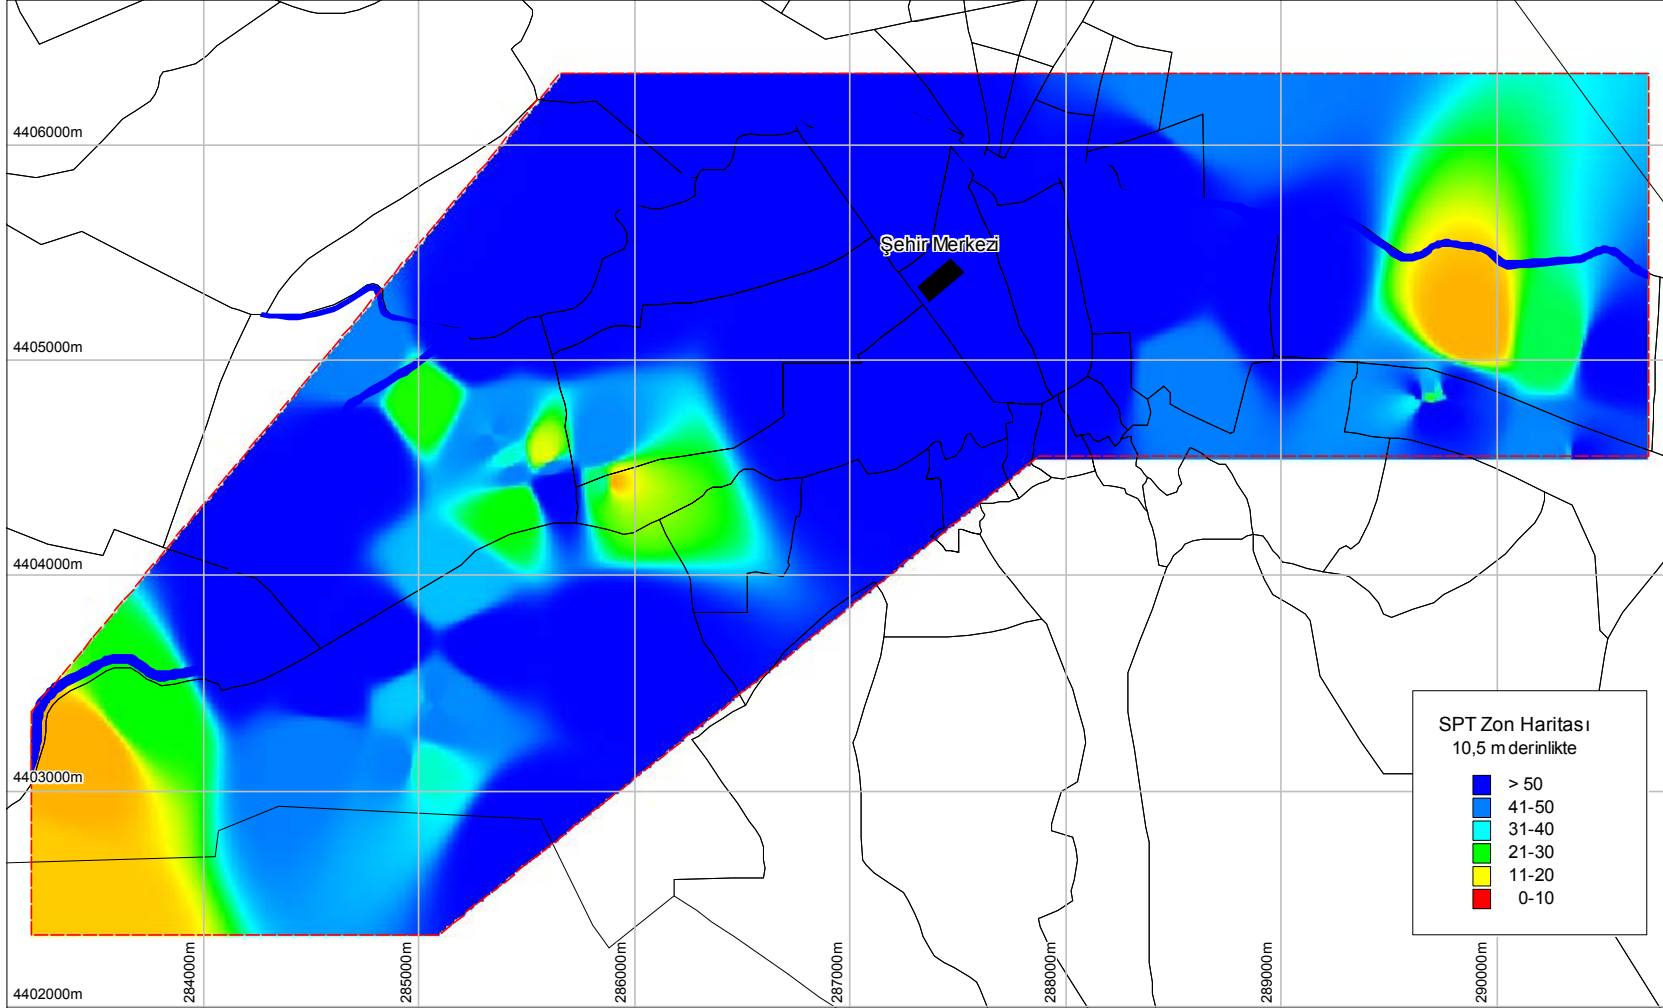 4406000m
Şehir Merkezi
4405000m
4404000m
4403000m
4402000m
284000m
285000m
286000m
287000m
288000m
289000m
290000m
SPT Zon Haritası
10,5 m derinlikte
> 50
41-50
31-40
21-30
11-20
0-10